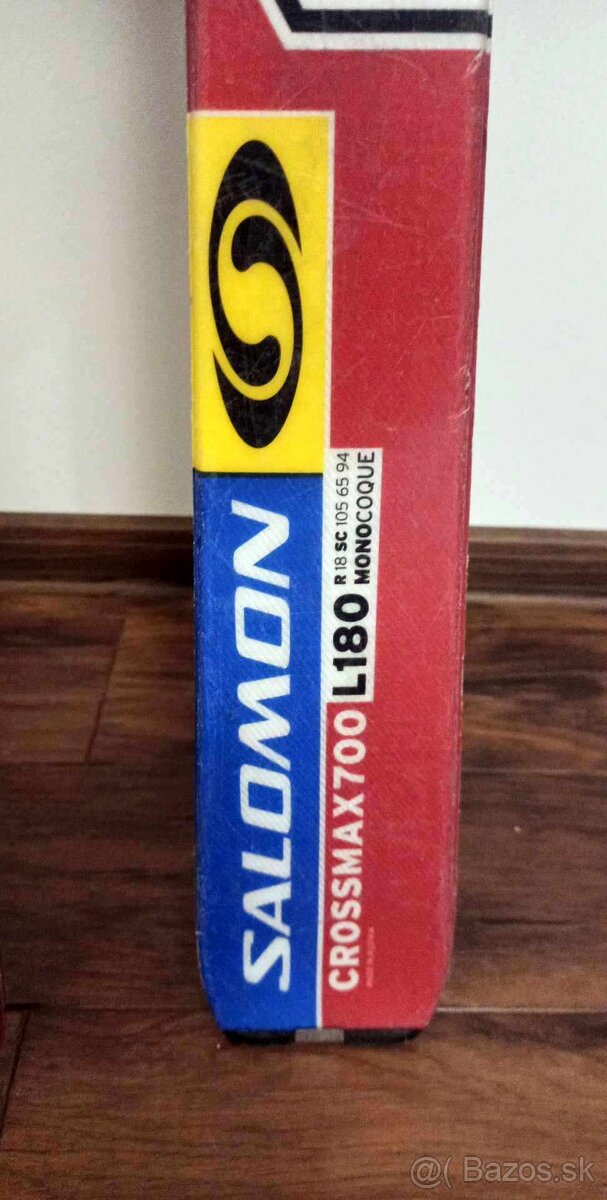 SALOMON
CROSSMAX700 L180
R 18 SC 105 65 94
MONOCOQUE
@( Bazos.sk